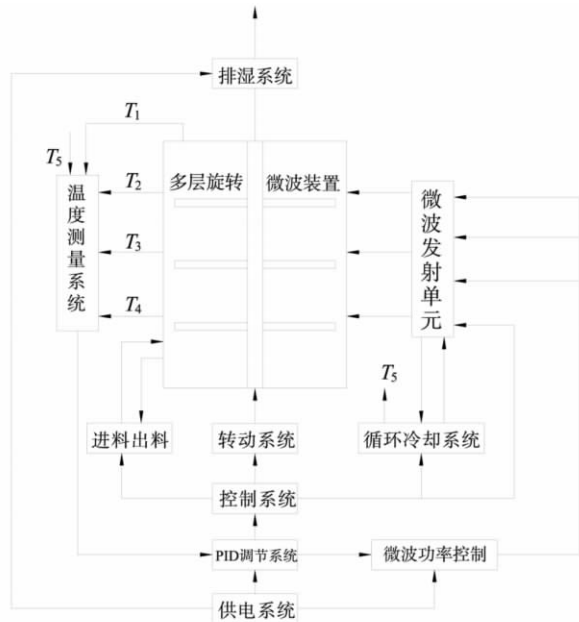 排湿系统
T1
T5
T2
多层旋转
微波装置
温度测量系统
微波发射单元
T3
T4
T5
进料出料
转动系统
循环冷却系统
控制系统
PID调节系统
微波功率控制
供电系统